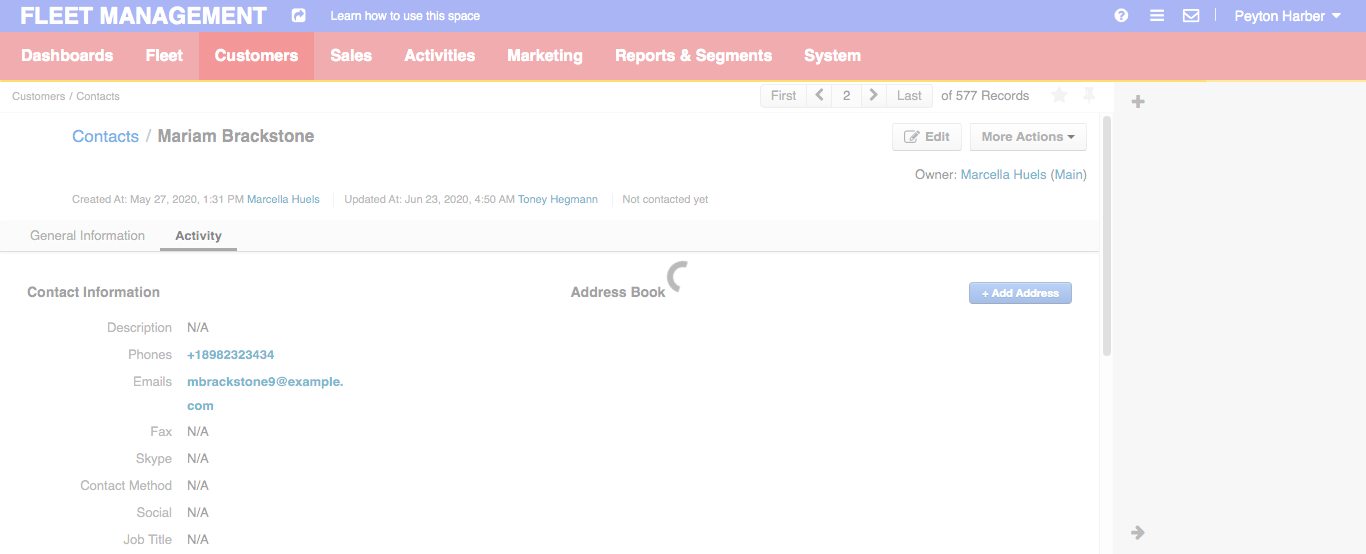 FLEET MANAGEMENT Learn how to use this space Peyton Harber
Dashboards Fleet Customers Sales Activities Marketing Reports & Segments System
Customers / Contacts First 2 Last of 577 Records
Contacts / Mariam Brackstone Edit More Actions
Owner: Marcella Huels (Main)
Created At: May 27, 2020, 1:31 PM Marcella Huels Updated At: Jun 23, 2020, 4:50 AM Toney Hegmann Not contacted yet
General Information Activity
Contact Information Address Book + Add Address
Description N/A
Phones +18982323434
Emails mbrackstone9@example.
com
Fax N/A
Skype N/A
Contact Method N/A
Social N/A
Job Title N/A